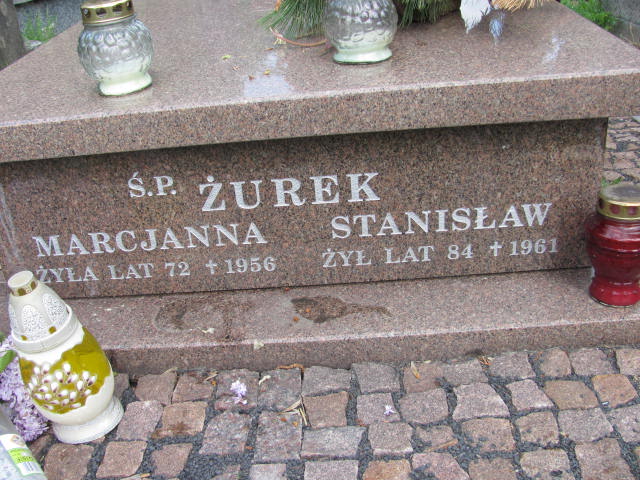 Ś.P. ŻUREK
MARCJANNA STANISŁAW
ŻYŁA LAT 72 † 1956 ŻYŁ LAT 84 † 1961